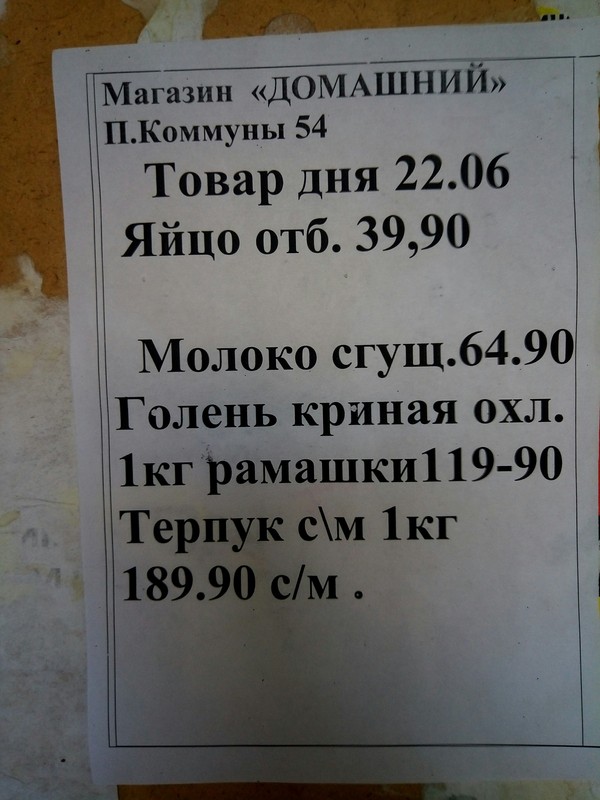 Магазин «ДОМАШНИЙ»
П.Коммуны 54
Товар дня 22.06
Яйцо отб. 39,90
Молоко сгущ.64.90
Голень криная охл.
1кг рамашки119-90
Терпук с\м 1кг
189.90 с/м .